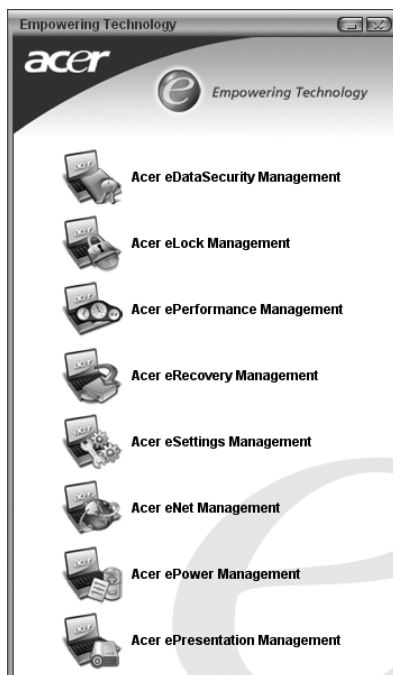 Empowering Technology
acer
e Empowering Technology
Acer eDataSecurity Management
Acer eLock Management
Acer ePerformance Management
Acer eRecovery Management
Acer eSettings Management
Acer eNet Management
Acer ePower Management
Acer ePresentation Management